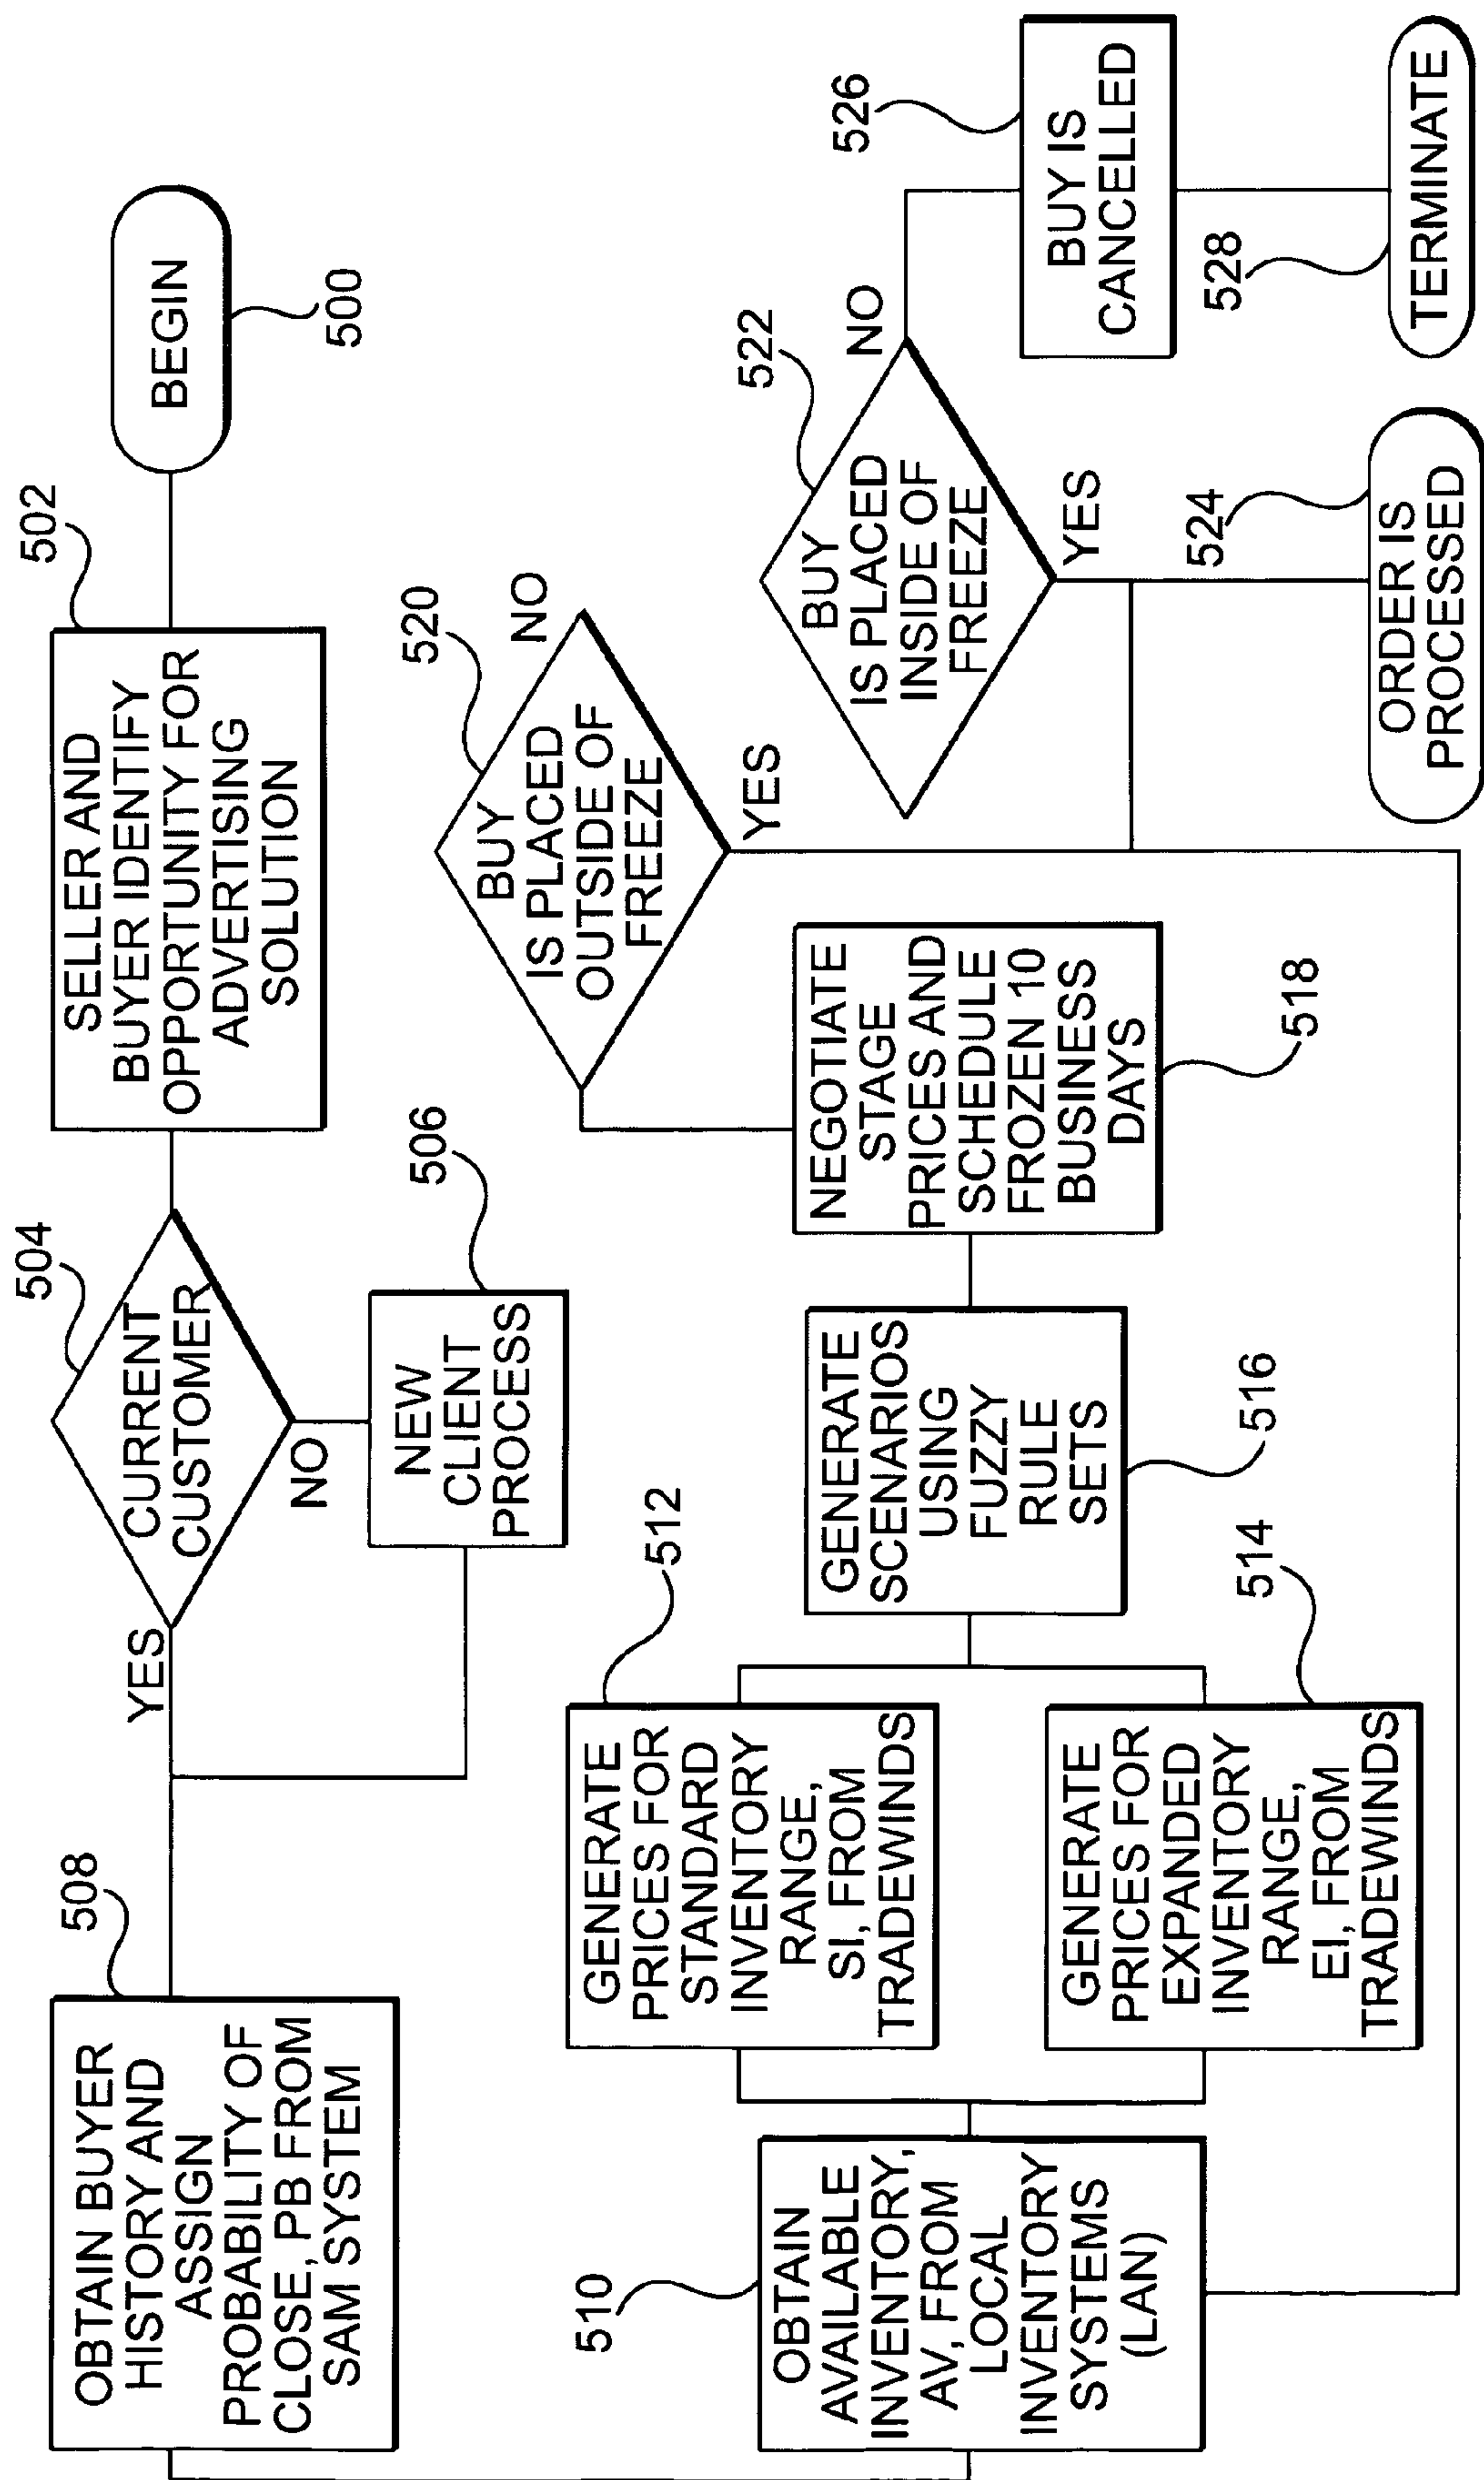 BEGIN
500
502
SELLER AND
BUYER IDENTIFY
OPPORTUNITY FOR
ADVERTISING
SOLUTION
504
CURRENT
CUSTOMER
YES
NO
506
NEW
CLIENT
PROCESS
508
OBTAIN BUYER
HISTORY AND
ASSIGN
PROBABILITY OF
CLOSE, PB FROM
SAM SYSTEM
510
OBTAIN
AVAILABLE
INVENTORY,
AV, FROM
LOCAL
INVENTORY
SYSTEMS
(LAN)
512
GENERATE
PRICES FOR
STANDARD
INVENTORY
RANGE,
SI, FROM
TRADEWINDS
514
GENERATE
PRICES FOR
EXPANDED
INVENTORY
RANGE,
EI, FROM
TRADEWINDS
516
GENERATE
SCENARIOS
USING
FUZZY
RULE
SETS
518
NEGOTIATE
STAGE
PRICES AND
SCHEDULE
FROZEN 10
BUSINESS
DAYS
520
BUY
IS PLACED
OUTSIDE OF
FREEZE
NO
YES
522
BUY
IS PLACED
INSIDE OF
FREEZE
NO
YES
524
ORDER IS
PROCESSED
526
BUY IS
CANCELLED
528
TERMINATE